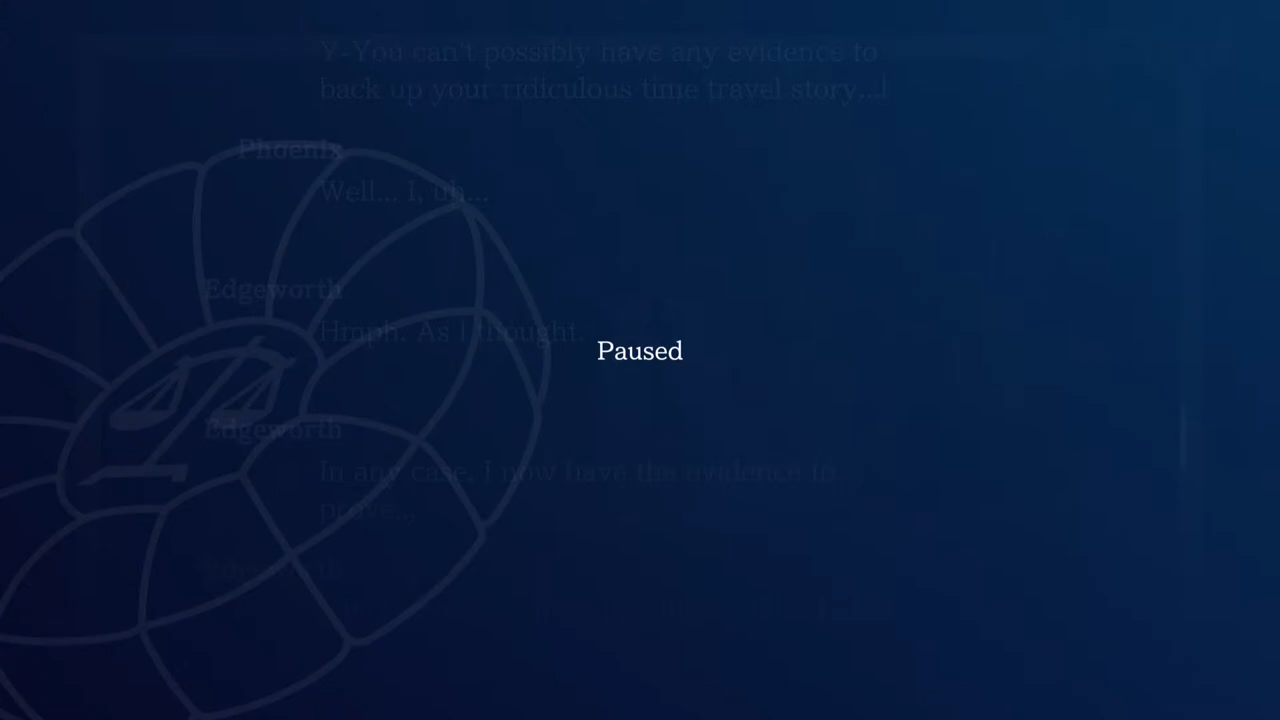 Y-You can't possibly have any evidence to
back up your ridiculous time travel story...!
Phoenix
Well... I, uh...
Edgeworth
Hmph. As I thought.
Paused
Edgeworth
In any case, I now have the evidence to
prove...
Edgeworth